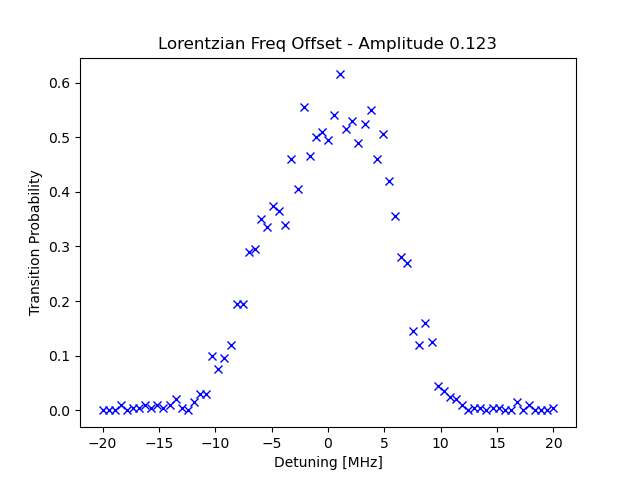 Lorentzian Freq Offset - Amplitude 0.123
Transition Probability
0.6
0.5
0.4
0.3
0.2
0.1
0.0
−20 −15 −10 −5 0 5 10 15 20
Detuning [MHz]